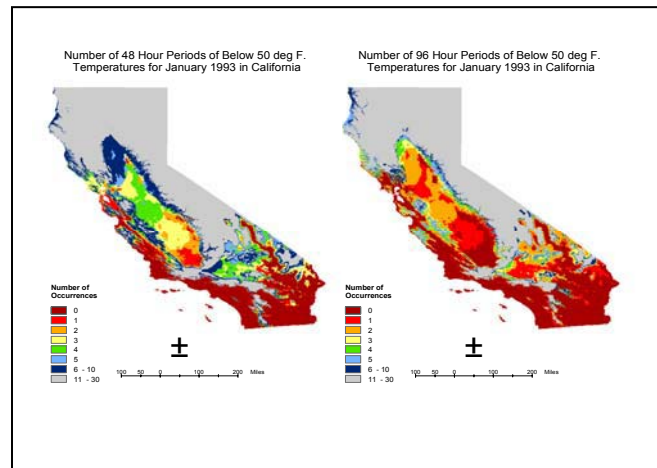 Number of 48 Hour Periods of Below 50 deg F.
Temperatures for January 1993 in California
Number of
Occurrences
0
1
2
3
4
5
6 - 10
11 - 30
±
100 50 0 100 200 Miles
Number of 96 Hour Periods of Below 50 deg F.
Temperatures for January 1993 in California
Number of
Occurrences
0
1
2
3
4
5
6 - 10
11 - 30
±
100 50 0 100 200 Miles